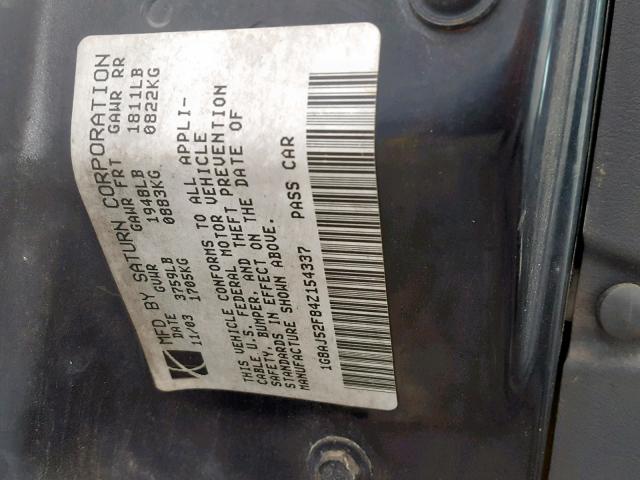 MFD BY SATURN CORPORATION
DATE GVWR GAWR FRT GAWR RR
11/03 3759LB 1948LB 1811LB
1705KG 0883KG 0822KG
THIS VEHICLE CONFORMS TO ALL APPLI-
CABLE U.S. FEDERAL MOTOR VEHICLE
SAFETY, BUMPER, AND THEFT PREVENTION
STANDARDS IN EFFECT ON THE DATE OF
MANUFACTURE SHOWN ABOVE.
1G8AJ52F84Z154337 PASS CAR